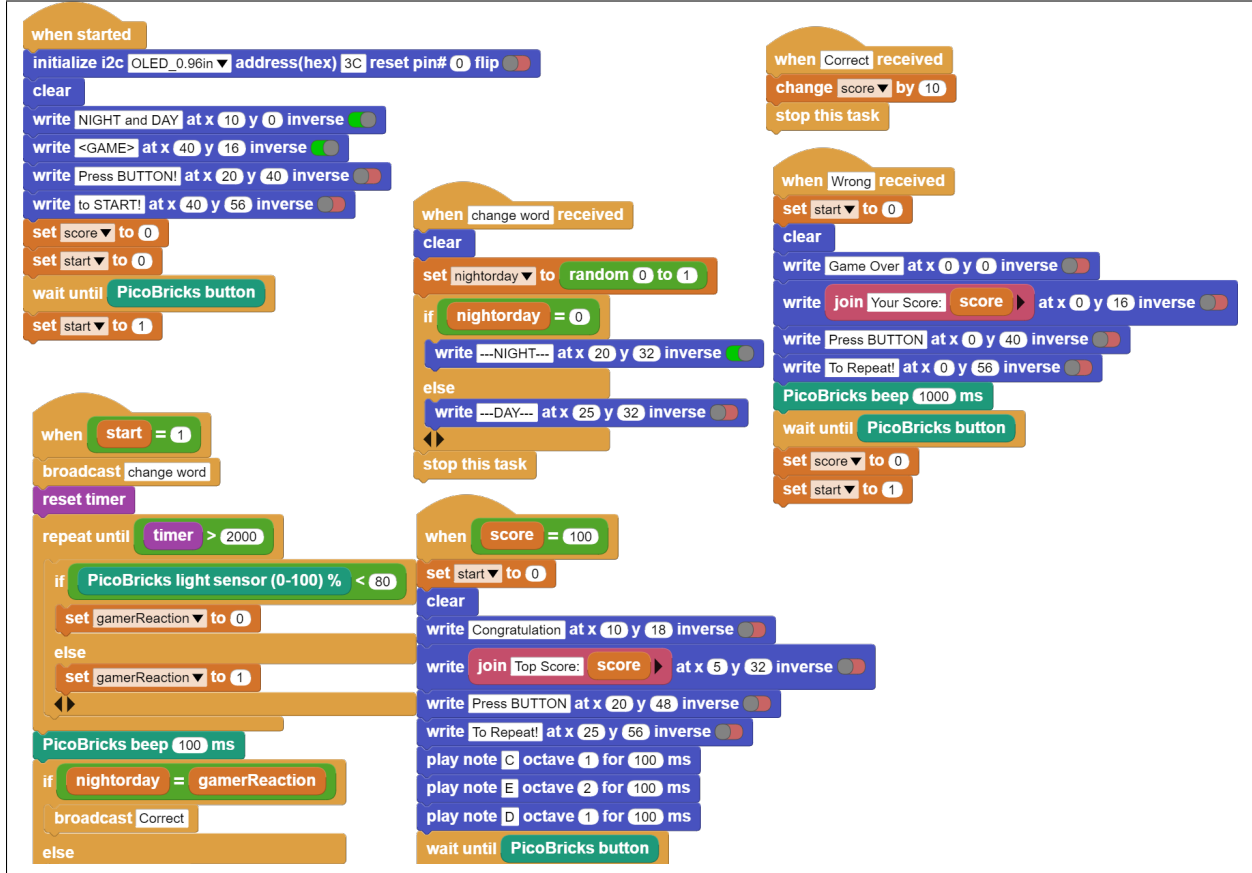 when started
initialize i2c OLED_0.96in address(hex) 3C reset pin# 0 flip
clear
write NIGHT and DAY at x 10 y 0 inverse
write <GAME> at x 40 y 16 inverse
write Press BUTTON! at x 20 y 40 inverse
write to START! at x 40 y 56 inverse
set score to 0
set start to 0
wait until PicoBricks button
set start to 1
when start = 1
broadcast change word
reset timer
repeat until timer > 2000
if PicoBricks light sensor (0-100) % < 80
set gamerReaction to 0
else
set gamerReaction to 1
PicoBricks beep 100 ms
if nightorday = gamerReaction
broadcast Correct
else
when change word received
clear
set nightorday to random 0 to 1
if nightorday = 0
write ---NIGHT--- at x 20 y 32 inverse
else
write ---DAY--- at x 25 y 32 inverse
stop this task
when score = 100
set start to 0
clear
write Congratulation at x 10 y 18 inverse
write join Top Score: score at x 5 y 32 inverse
write Press BUTTON at x 20 y 48 inverse
write To Repeat! at x 25 y 56 inverse
play note C octave 1 for 100 ms
play note E octave 2 for 100 ms
play note D octave 1 for 100 ms
wait until PicoBricks button
when Correct received
change score by 10
stop this task
when Wrong received
set start to 0
clear
write Game Over at x 0 y 0 inverse
write join Your Score: score at x 0 y 16 inverse
write Press BUTTON at x 0 y 40 inverse
write To Repeat! at x 0 y 56 inverse
PicoBricks beep 1000 ms
wait until PicoBricks button
set score to 0
set start to 1